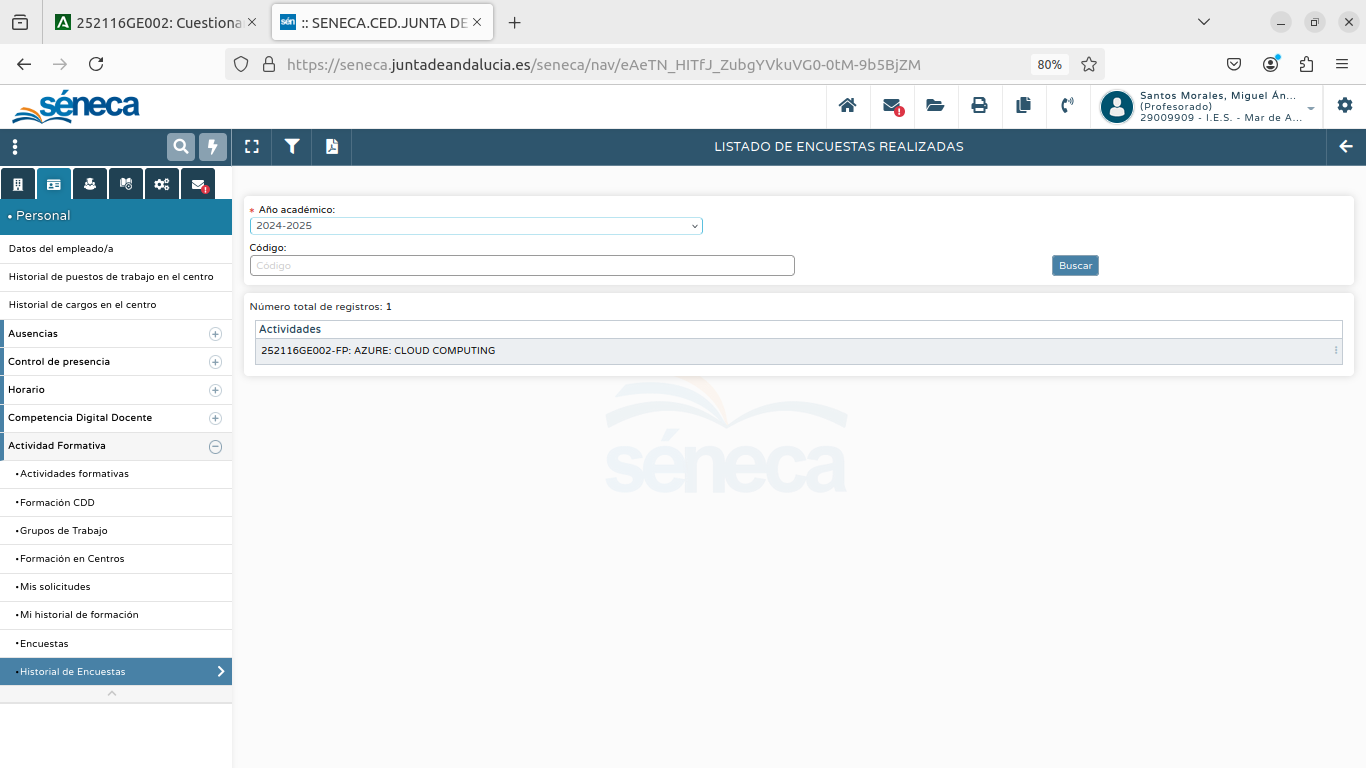 252116GE002: Cuestiona
:: SENECA.CED.JUNTA DE
https://seneca.juntadeandalucia.es/seneca/nav/eAeTN_HITfJ_ZubgYVkuVG0-0tM-9b5BjZM
80%
séneca
Santos Morales, Miguel Án...
(Profesorado)
29009909 - I.E.S. - Mar de A...
LISTADO DE ENCUESTAS REALIZADAS
• Personal
Datos del empleado/a
Historial de puestos de trabajo en el centro
Historial de cargos en el centro
Ausencias
Control de presencia
Horario
Competencia Digital Docente
Actividad Formativa
•Actividades formativas
•Formación CDD
•Grupos de Trabajo
•Formación en Centros
•Mis solicitudes
•Mi historial de formación
•Encuestas
•Historial de Encuestas
* Año académico:
2024-2025
Código:
Código
Buscar
Número total de registros: 1
Actividades
252116GE002-FP: AZURE: CLOUD COMPUTING
séneca